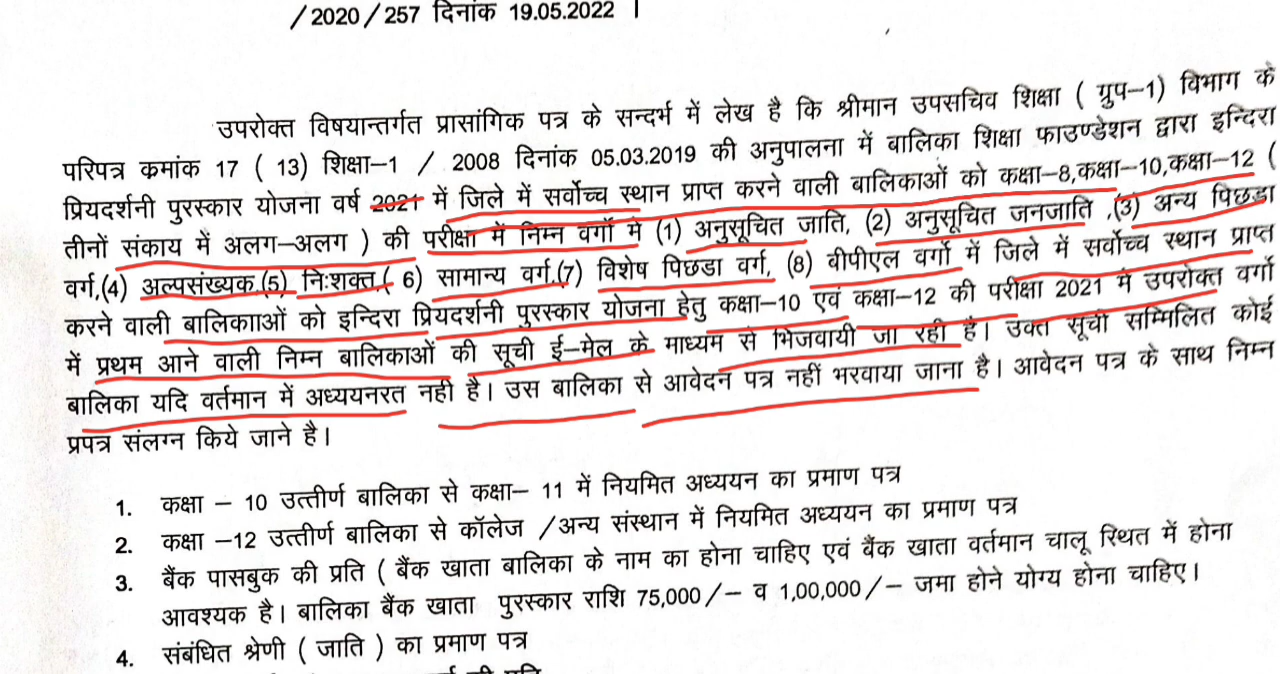 /2020/257 दिनांक 19.05.2022 ।
उपरोक्त विषयान्तर्गत प्रासांगिक पत्र के सन्दर्भ में लेख है कि श्रीमान उपसचिव शिक्षा ( ग्रुप–1) विभाग के
परिपत्र कमांक 17 ( 13) शिक्षा–1 / 2008 दिनांक 05.03.2019 की अनुपालना में बालिका शिक्षा फाउण्डेशन द्वारा इन्दिरा
प्रियदर्शनी पुरस्कार योजना वर्ष 2021 में जिले में सर्वोच्च स्थान प्राप्त करने वाली बालिकाओं को कक्षा–8,कक्षा–10,कक्षा–12 (
तीनों संकाय में अलग–अलग ) की परीक्षा में निम्न वर्गो मे (1) अनुसूचित जाति, (2) अनुसूचित जनजाति ,(3) अन्य पिछडा
वर्ग,(4) अल्पसंख्यक,(5) नि:शक्त,( 6) सामान्य वर्ग,(7) विशेष पिछडा वर्ग, (8) बीपीएल वर्गो में जिले में सर्वोच्च स्थान प्राप्त
करने वाली बालिकााओं को इन्दिरा प्रियदर्शनी पुरस्कार योजना हेतु कक्षा–10 एवं कक्षा–12 की परीक्षा 2021 मे उपरोक्त वर्गो
में प्रथम आने वाली निम्न बालिकाओं की सूची ई–मेल के माध्यम से भिजवायी जा रही है। उक्त सूची सम्मिलित कोई
बालिका यदि वर्तमान में अध्ययनरत नही है। उस बालिका से आवेदन पत्र नहीं भरवाया जाना है। आवेदन पत्र के साथ निम्न
प्रपत्र संलग्न किये जाने है।
1. कक्षा – 10 उत्तीर्ण बालिका से कक्षा– 11 में नियमित अध्ययन का प्रमाण पत्र
2. कक्षा –12 उत्तीर्ण बालिका से कॉलेज /अन्य संस्थान में नियमित अध्ययन का प्रमाण पत्र
3. बैंक पासबुक की प्रति ( बैंक खाता बालिका के नाम का होना चाहिए एवं बैंक खाता वर्तमान चालू स्थित में होना
आवश्यक है। बालिका बैंक खाता पुरस्कार राशि 75,000/– व 1,00,000/– जमा होने योग्य होना चाहिए।
4. संबंधित श्रेणी ( जाति ) का प्रमाण पत्र